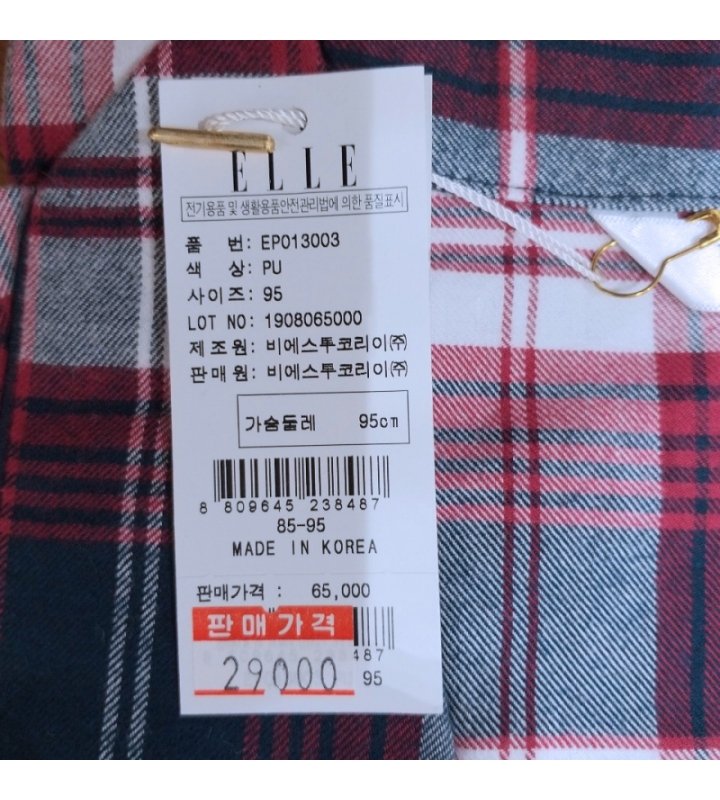 ELLE
전기용품 및 생활용품안전관리법에 의한 품질표시
품 번: EP013003
색 상: PU
사이즈: 95
LOT NO: 1908065000
제조원: 비에스투코리아㈜
판매원: 비에스투코리아㈜
가슴둘레 95cm
8 809645 238487
85-95
MADE IN KOREA
판매가격 : 65,000
판매가격
487
29000
95